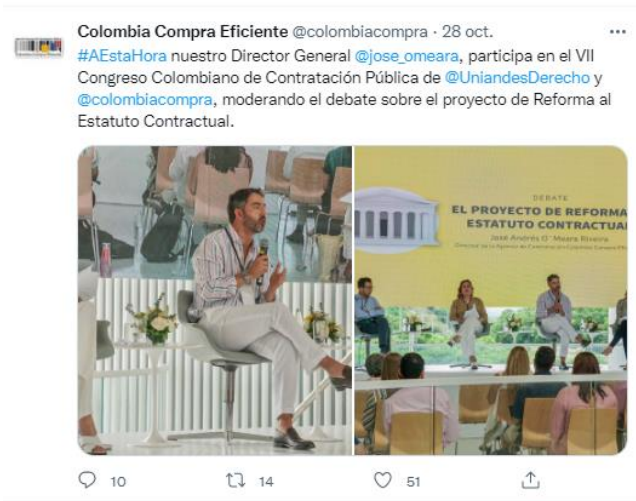 Colombia Compra Eficiente @colombiacompra · 28 oct.
#AEstaHora nuestro Director General @jose_omeara, participa en el VII
Congreso Colombiano de Contratación Pública de @UniandesDerecho y
@colombiacompra, moderando el debate sobre el proyecto de Reforma al
Estatuto Contractual.
DEBATE
EL PROYECTO DE REFORMA
ESTATUTO CONTRACTUAL
José Andrés O'Meara Riveira
10
14
51